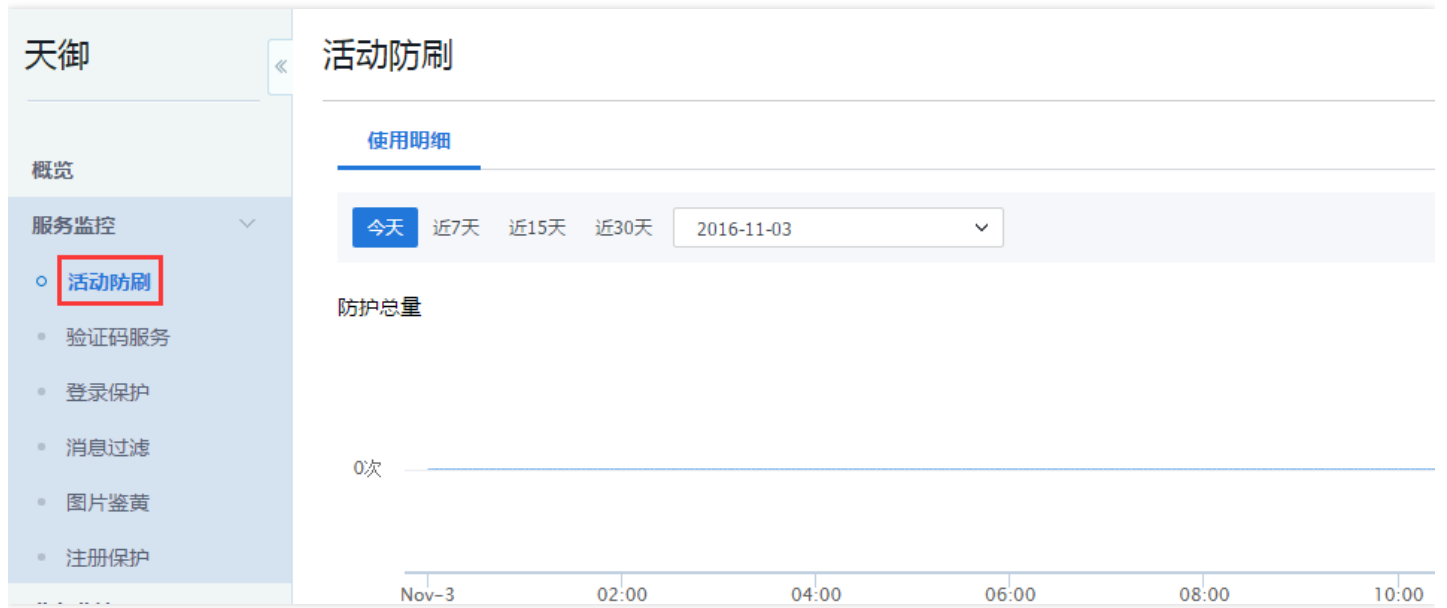 天御
«
活动防刷
使用明细
概览
服务监控
今天 近7天 近15天 近30天 2016-11-03
活动防刷
防护总量
验证码服务
登录保护
消息过滤
0次
图片鉴黄
注册保护
Nov-3 02:00 04:00 06:00 08:00 10:00